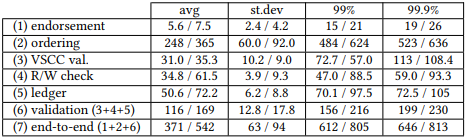 avg st.dev 99% 99.9%
(1) endorsement 5.6 / 7.5 2.4 / 4.2 15 / 21 19 / 26
(2) ordering 248 / 365 60.0 / 92.0 484 / 624 523 / 636
(3) VSCC val. 31.0 / 35.3 10.2 / 9.0 72.7 / 57.0 113 / 108.4
(4) R/W check 34.8 / 61.5 3.9 / 9.3 47.0 / 88.5 59.0 / 93.3
(5) ledger 50.6 / 72.2 6.2 / 8.8 70.1 / 97.5 72.5 / 105
(6) validation (3+4+5) 116 / 169 12.8 / 17.8 156 / 216 199 / 230
(7) end-to-end (1+2+6) 371 / 542 63 / 94 612 / 805 646 / 813